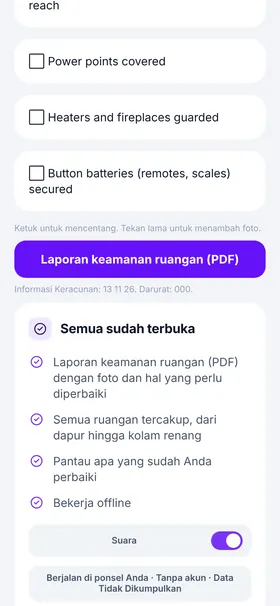 reach
Power points covered
Heaters and fireplaces guarded
Button batteries (remotes, scales)
secured
Ketuk untuk mencentang. Tekan lama untuk menambah foto.
Laporan keamanan ruangan (PDF)
Informasi Keracunan: 13 11 26. Darurat: 000.
Semua sudah terbuka
Laporan keamanan ruangan (PDF)
dengan foto dan hal yang perlu
diperbaiki
Semua ruangan tercakup, dari
dapur hingga kolam renang
Pantau apa yang sudah Anda
perbaiki
Bekerja offline
Suara
Berjalan di ponsel Anda · Tanpa akun · Data
Tidak Dikumpulkan